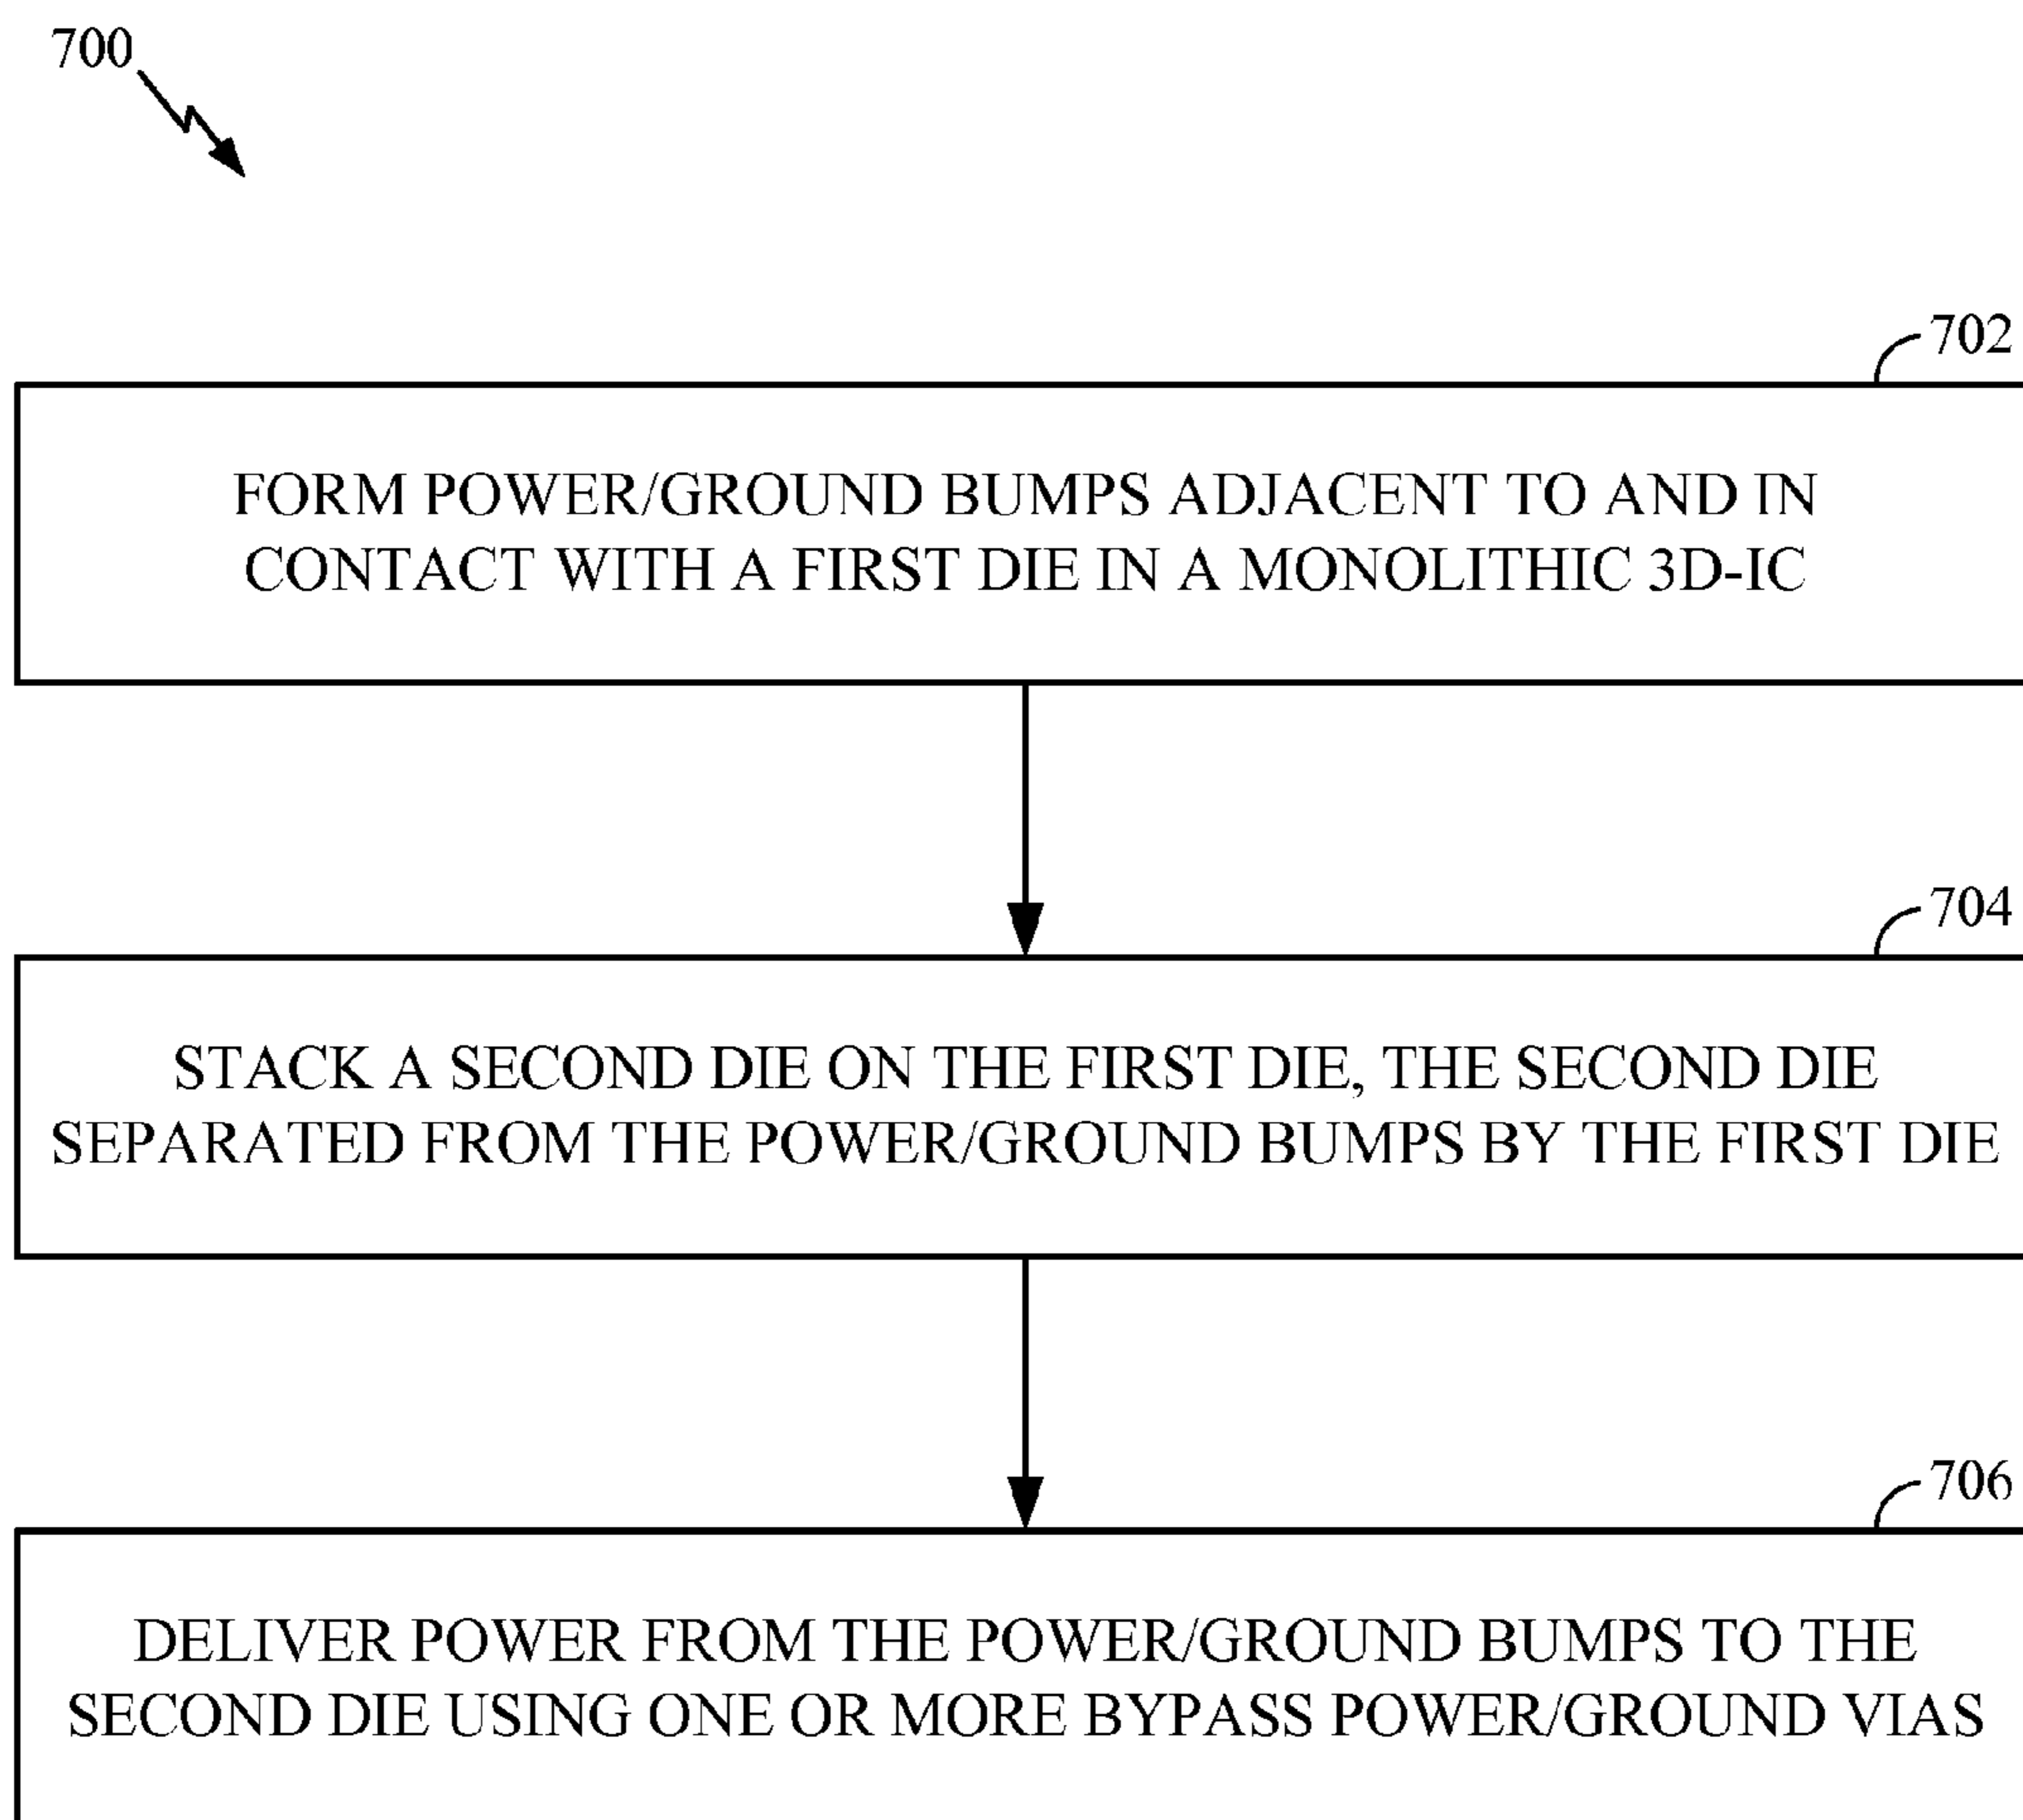 700
702
FORM POWER/GROUND BUMPS ADJACENT TO AND IN
CONTACT WITH A FIRST DIE IN A MONOLITHIC 3D-IC
704
STACK A SECOND DIE ON THE FIRST DIE, THE SECOND DIE
SEPARATED FROM THE POWER/GROUND BUMPS BY THE FIRST DIE
706
DELIVER POWER FROM THE POWER/GROUND BUMPS TO THE
SECOND DIE USING ONE OR MORE BYPASS POWER/GROUND VIAS